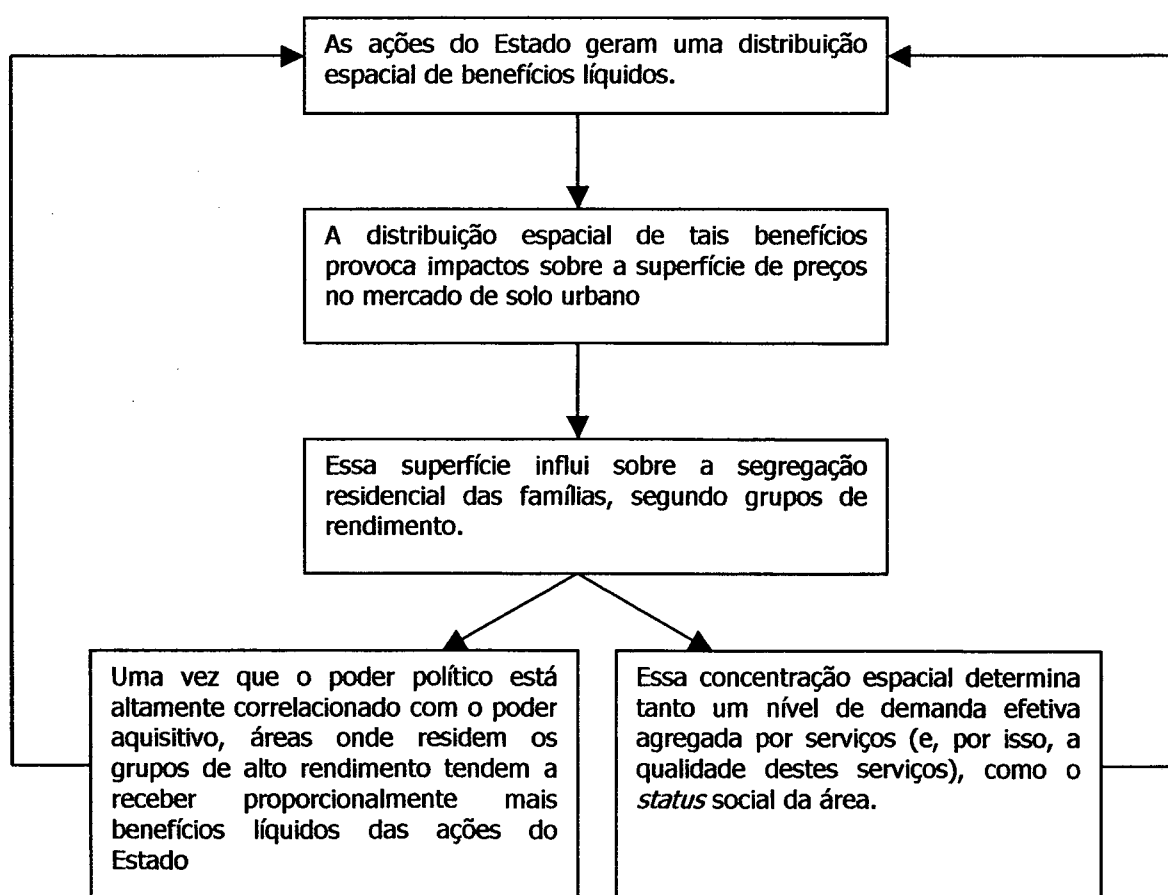 As ações do Estado geram uma distribuição
espacial de benefícios líquidos.
A distribuição espacial de tais benefícios
provoca impactos sobre a superfície de preços
no mercado de solo urbano
Essa superfície influi sobre a segregação
residencial das famílias, segundo grupos de
rendimento.
Uma vez que o poder político está
altamente correlacionado com o poder
aquisitivo, áreas onde residem os
grupos de alto rendimento tendem a
receber proporcionalmente mais
benefícios líquidos das ações do
Estado
Essa concentração espacial determina
tanto um nível de demanda efetiva
agregada por serviços (e, por isso, a
qualidade destes serviços), como o
status social da área.